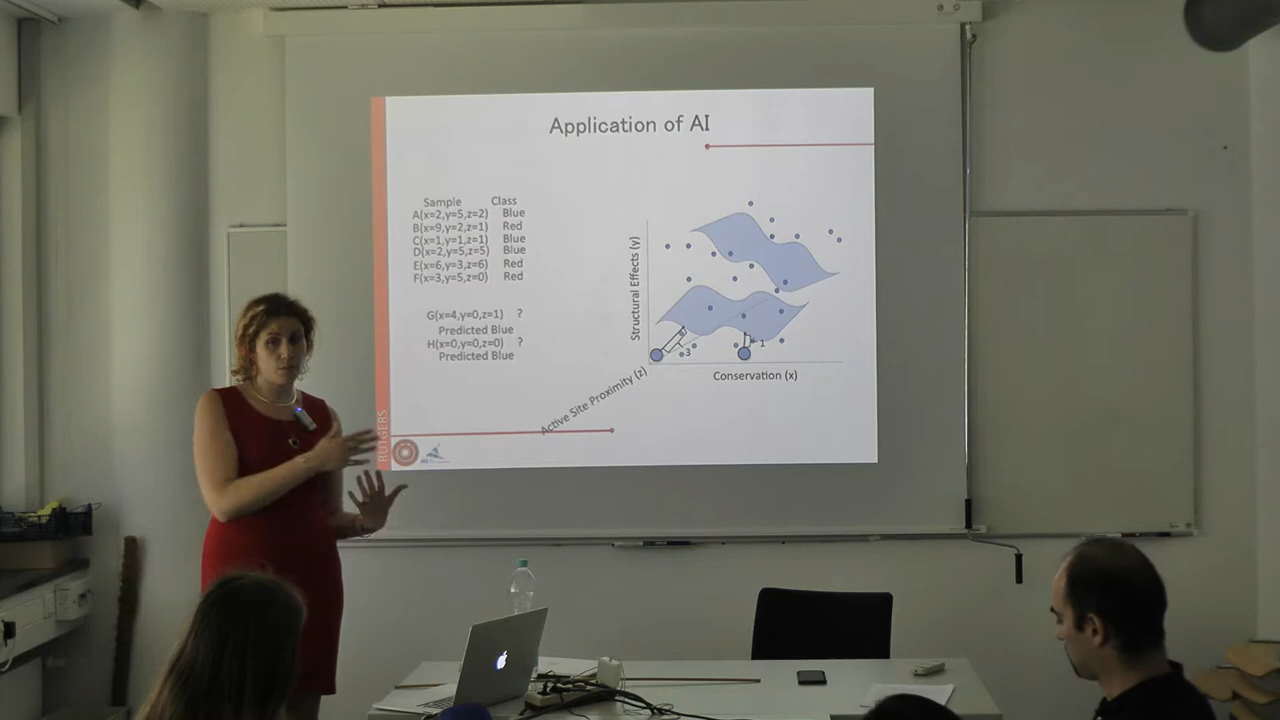 Application of AI
Sample Class
A(x=2,y=5,z=2) Blue
B(x=9,y=2,z=1) Red
C(x=1,y=1,z=1) Blue
D(x=2,y=5,z=5) Blue
E(x=6,y=3,z=6) Red
F(x=3,y=5,z=0) Red
G(x=4,y=0,z=1) ?
Predicted Blue
H(x=0,y=0,z=0) ?
Predicted Blue
Structural Effects (y)
3
1
Conservation (x)
Active Site Proximity (z)
RUTGERS